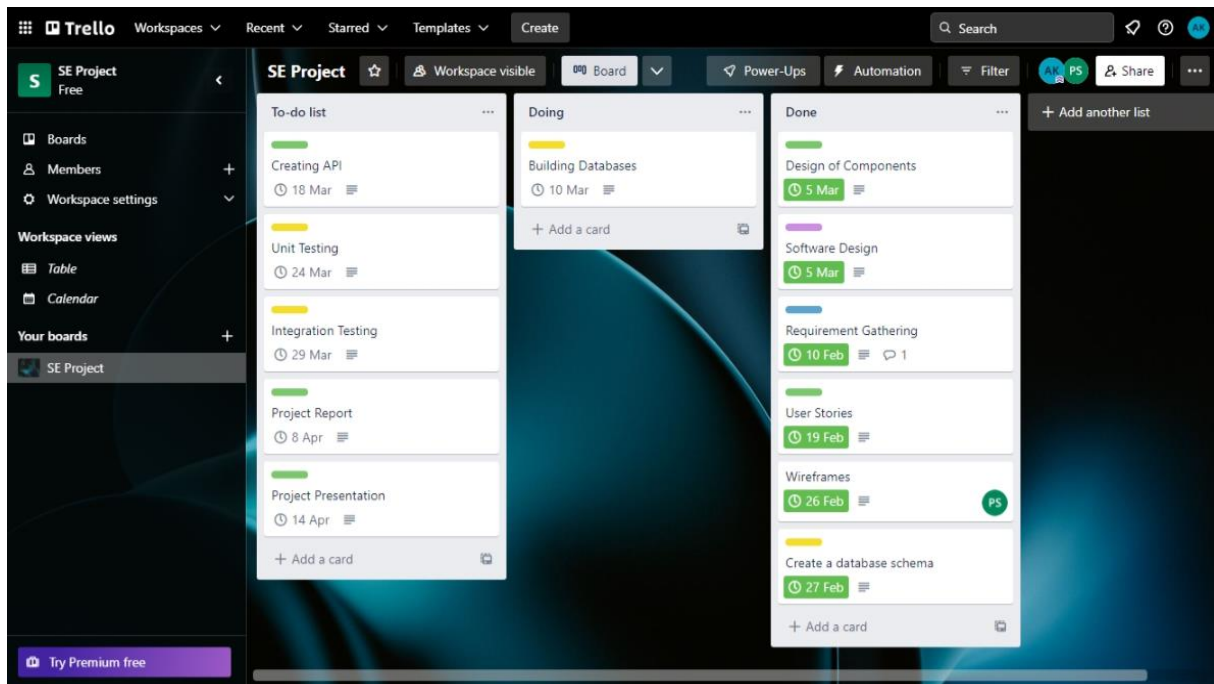 Trello Workspaces Recent Starred Templates Create Search AK
S SE Project
Free
Boards
Members
Workspace settings
Workspace views
Table
Calendar
Your boards
SE Project
Try Premium free
SE Project Workspace visible Board Power-Ups Automation Filter AK PS Share
To-do list
Creating API
18 Mar
Unit Testing
24 Mar
Integration Testing
29 Mar
Project Report
8 Apr
Project Presentation
14 Apr
+ Add a card
Doing
Building Databases
10 Mar
+ Add a card
Done
Design of Components
5 Mar
Software Design
5 Mar
Requirement Gathering
10 Feb 1
User Stories
19 Feb
Wireframes
26 Feb PS
Create a database schema
27 Feb
+ Add a card
+ Add another list